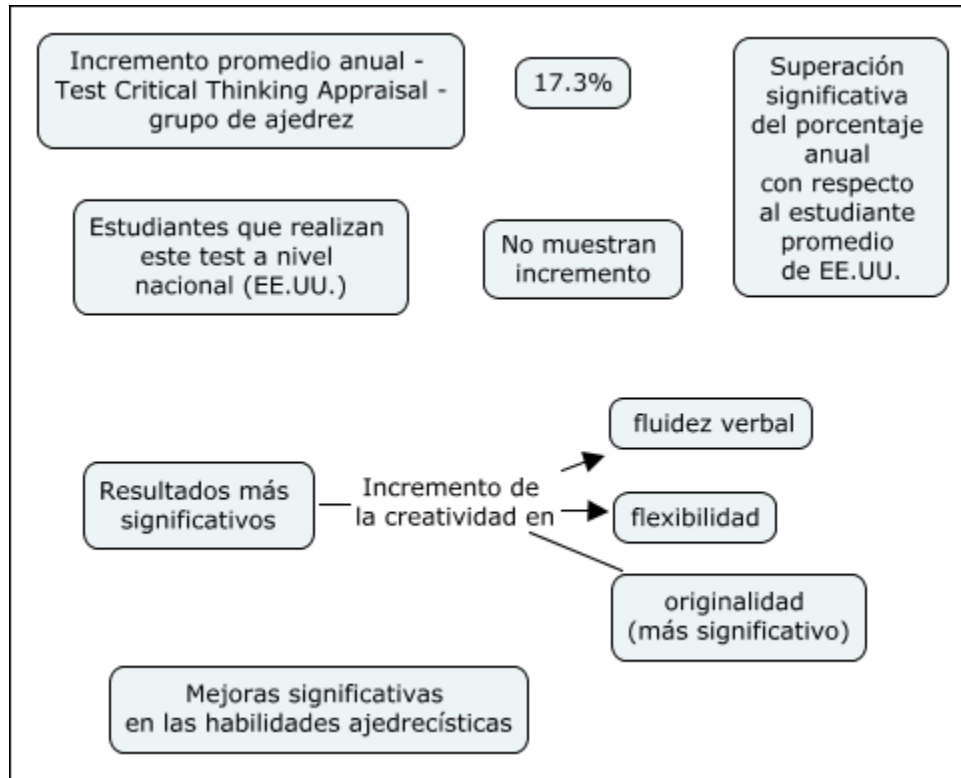 Incremento promedio anual -
Test Critical Thinking Appraisal -
grupo de ajedrez
17.3%
Superación
significativa
del porcentaje
anual
con respecto
al estudiante
promedio
de EE.UU.
Estudiantes que realizan
este test a nivel
nacional (EE.UU.)
No muestran
incremento
Resultados más
significativos
Incremento de
la creatividad en
fluidez verbal
flexibilidad
originalidad
(más significativo)
Mejoras significativas
en las habilidades ajedrecísticas